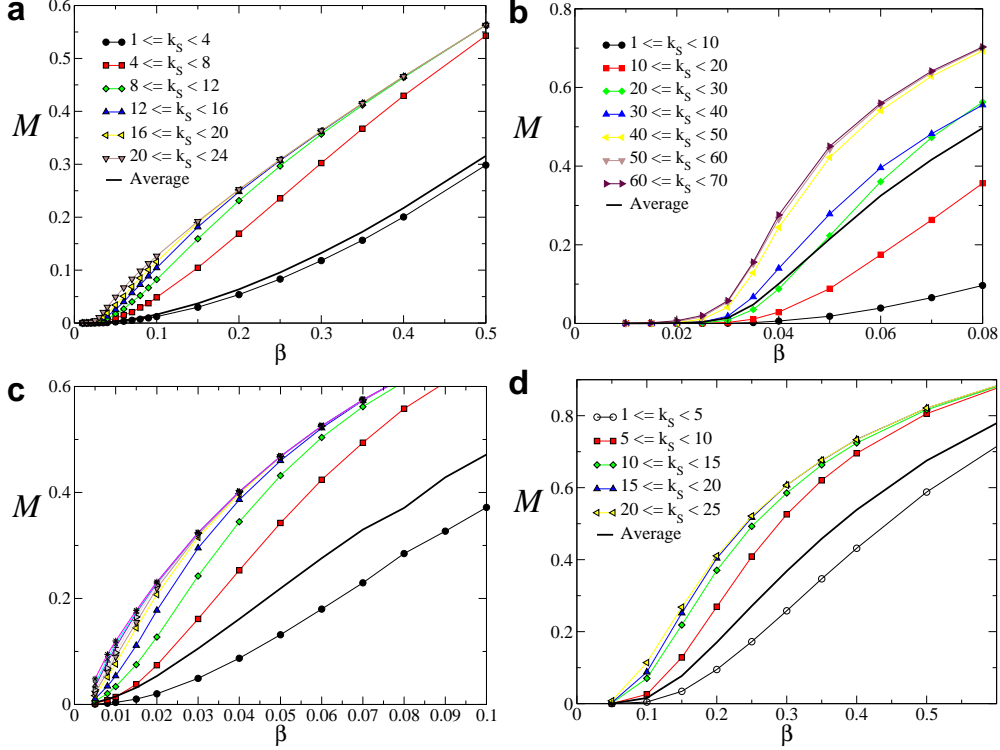 a
0.6
0.5
0.4
0.3
0.2
0.1
0
M
1 <= k_S < 4
4 <= k_S < 8
8 <= k_S < 12
12 <= k_S < 16
16 <= k_S < 20
20 <= k_S < 24
Average
0 0.1 0.2 0.3 0.4 0.5
β
b
0.8
0.6
0.4
0.2
0
M
1 <= k_S < 10
10 <= k_S < 20
20 <= k_S < 30
30 <= k_S < 40
40 <= k_S < 50
50 <= k_S < 60
60 <= k_S < 70
Average
0 0.02 0.04 0.06 0.08
β
c
0.6
0.4
0.2
0
M
0 0.01 0.02 0.03 0.04 0.05 0.06 0.07 0.08 0.09 0.1
β
d
0.8
0.6
0.4
0.2
0
M
1 <= k_S < 5
5 <= k_S < 10
10 <= k_S < 15
15 <= k_S < 20
20 <= k_S < 25
Average
0 0.1 0.2 0.3 0.4 0.5
β